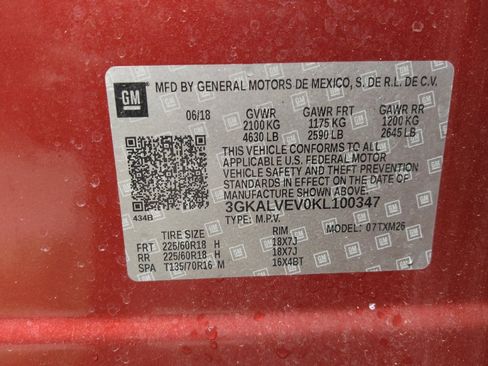 GM MFD BY GENERAL MOTORS DE MEXICO, S. DE R.L. DE C.V.
06/18 GVWR GAWR FRT GAWR RR
2100 KG 1175 KG 1200 KG
4630 LB 2590 LB 2645 LB
THIS VEHICLE CONFORMS TO ALL
APPLICABLE U.S. FEDERAL MOTOR
VEHICLE SAFETY AND THEFT
PREVENTION STANDARDS IN EFFECT ON
THE DATE OF MANUFACTURE SHOWN ABOVE.
3GKALVEV0KL100347
434B TYPE: M.P.V. MODEL: 07TXM26
TIRE SIZE RIM
FRT 225/60R18 H 18X7J
RR 225/60R18 H 18X7J
SPA T135/70R16 M 16X4BT